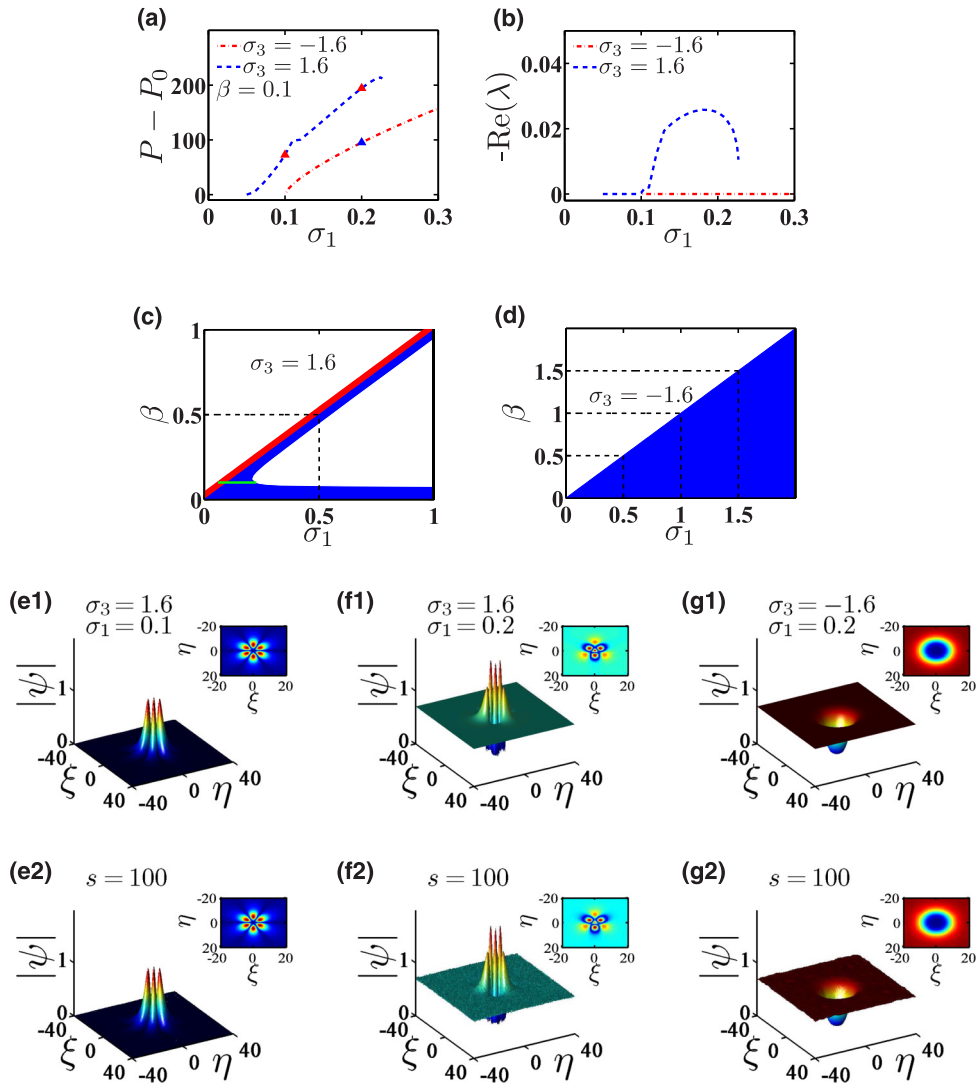 (a)
σ₃ = −1.6
σ₃ = 1.6
β = 0.1
P − P₀
200
100
0
0 0.1 0.2 0.3
σ₁
(b)
σ₃ = −1.6
σ₃ = 1.6
-Re(λ)
0.04
0.02
0
0 0.1 0.2 0.3
σ₁
(c)
σ₃ = 1.6
β
1
0.5
0
0 0.5 1
σ₁
(d)
σ₃ = −1.6
β
1.5
1
0.5
0
0 0.5 1 1.5
σ₁
(e1)
σ₃ = 1.6
σ₁ = 0.1
|ψ|
1
0
-40
0
40
ξ
-40
0
40
η
η
-20
0
20
-20 0 20
ξ
(f1)
σ₃ = 1.6
σ₁ = 0.2
|ψ|
1
0
-40
0
40
ξ
-40
0
40
η
η
-20
0
20
-20 0 20
ξ
(g1)
σ₃ = −1.6
σ₁ = 0.2
|ψ|
1
0
-40
0
40
ξ
-40
0
40
η
η
-20
0
20
-20 0 20
ξ
(e2)
s = 100
|ψ|
1
0
-40
0
40
ξ
-40
0
40
η
η
-20
0
20
-20 0 20
ξ
(f2)
s = 100
|ψ|
1
0
-40
0
40
ξ
-40
0
40
η
η
-20
0
20
-20 0 20
ξ
(g2)
s = 100
|ψ|
1
0
-40
0
40
ξ
-40
0
40
η
η
-20
0
20
-20 0 20
ξ